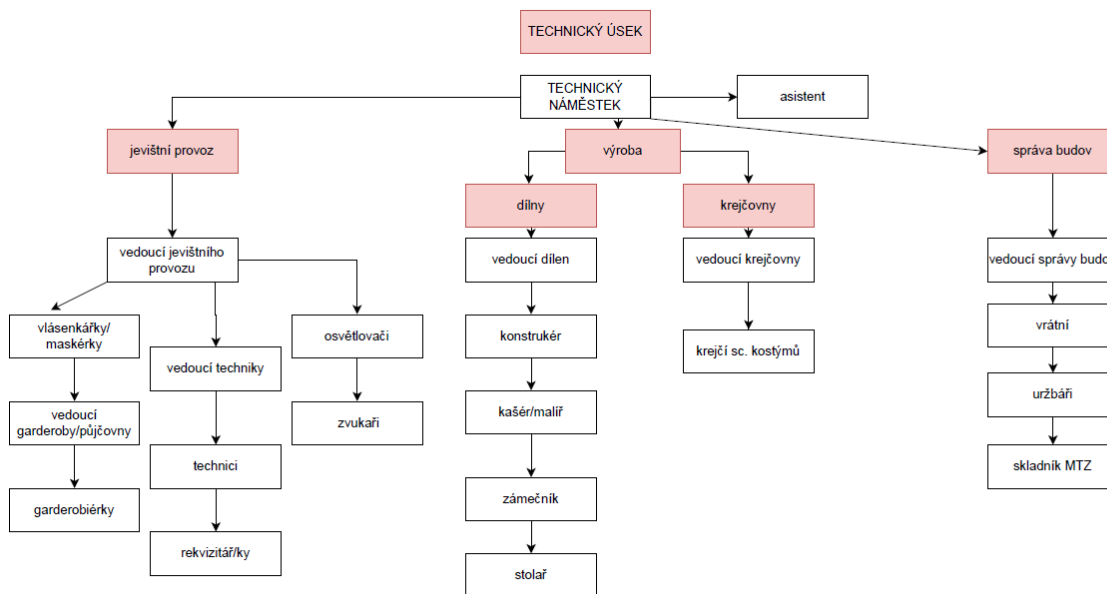 TECHNICKÝ ÚSEK
TECHNICKÝ
NÁMĚSTEK
asistent
jevištní provoz
výroba
správa budov
dílny
krejčovny
vedoucí jevištního
provozu
vedoucí dílen
vedoucí krejčovny
vedoucí správy budo
vlásenkářky/
maskérky
osvětlovači
konstrukér
vrátní
vedoucí techniky
krejčí sc. kostýmů
uržbáři
vedoucí
garderoby/půjčovny
zvukaři
kašér/malíř
technici
skladník MTZ
garderobiérky
zámečník
rekvizitář/ky
stolař